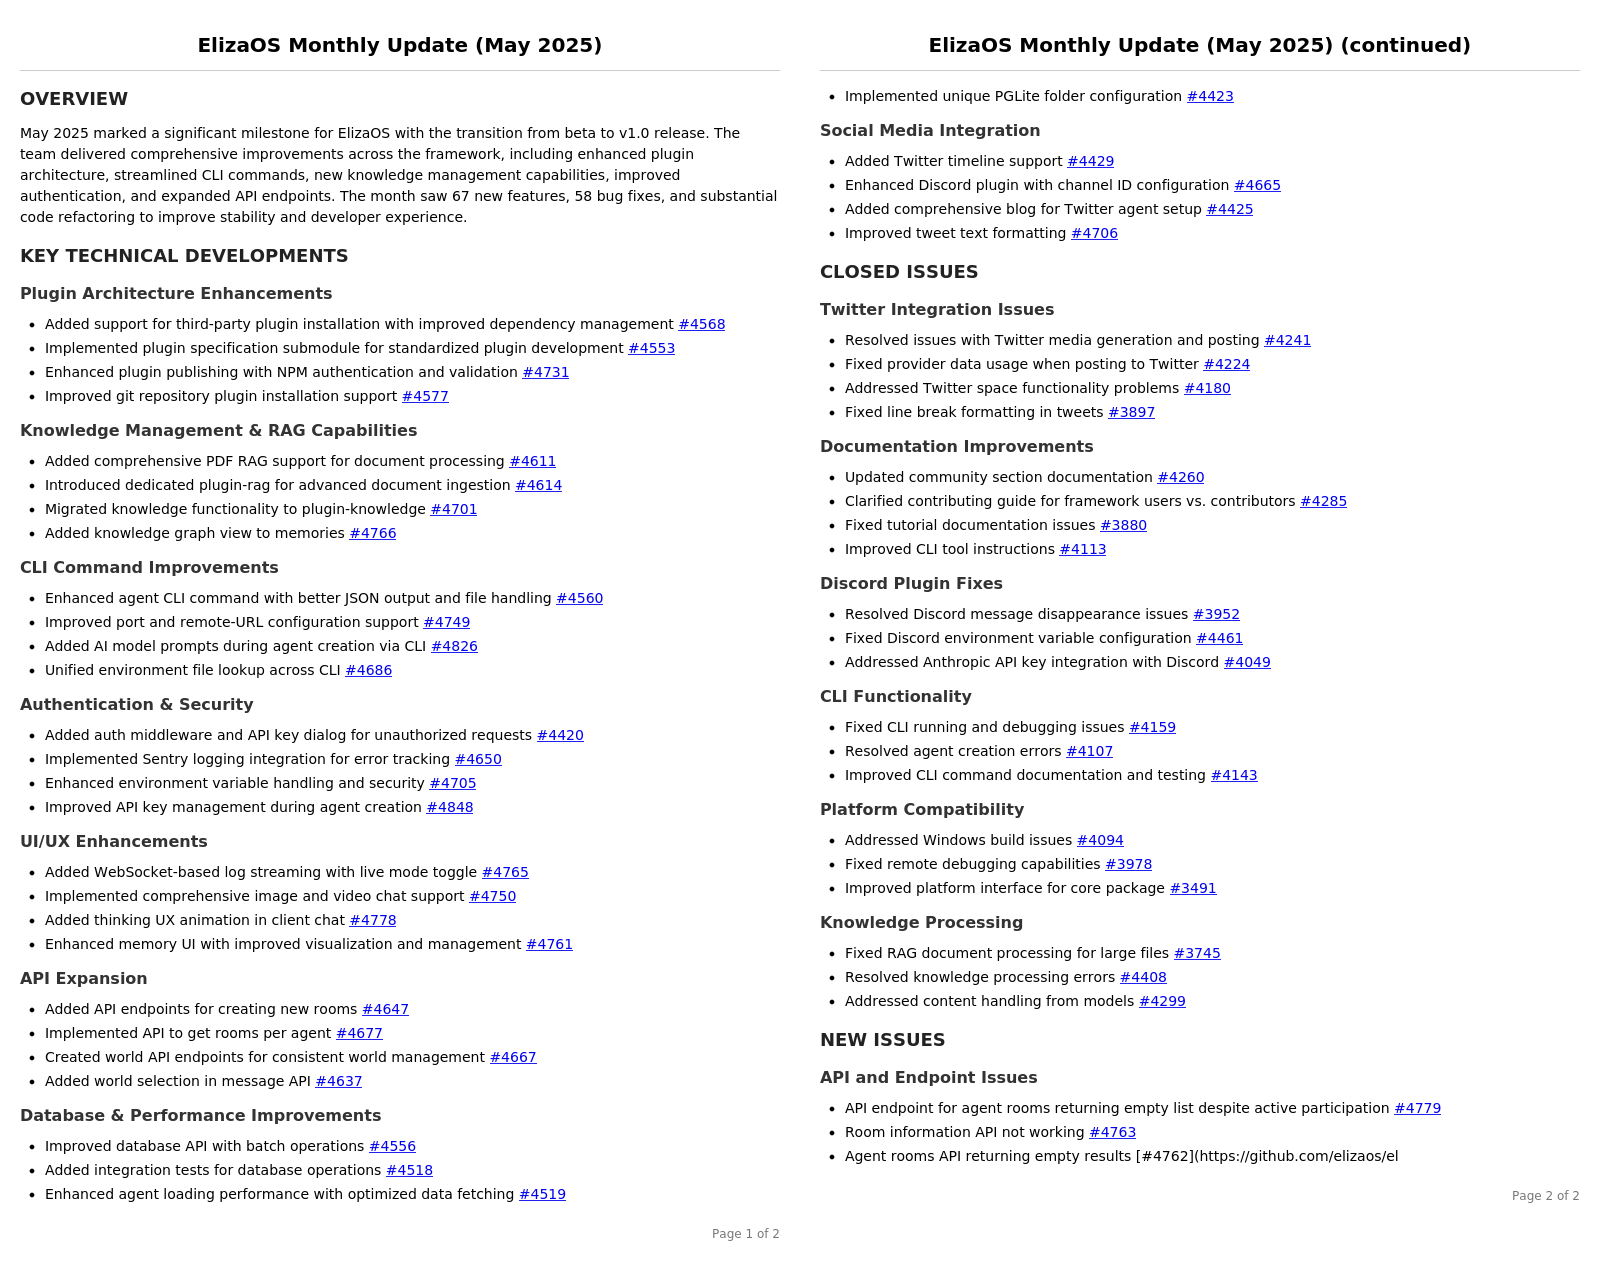 ElizaOS Monthly Update (May 2025)
OVERVIEW
May 2025 marked a significant milestone for ElizaOS with the transition from beta to v1.0 release. The
team delivered comprehensive improvements across the framework, including enhanced plugin
architecture, streamlined CLI commands, new knowledge management capabilities, improved
authentication, and expanded API endpoints. The month saw 67 new features, 58 bug fixes, and substantial
code refactoring to improve stability and developer experience.
KEY TECHNICAL DEVELOPMENTS
Plugin Architecture Enhancements
• Added support for third-party plugin installation with improved dependency management #4568
• Implemented plugin specification submodule for standardized plugin development #4553
• Enhanced plugin publishing with NPM authentication and validation #4731
• Improved git repository plugin installation support #4577
Knowledge Management & RAG Capabilities
• Added comprehensive PDF RAG support for document processing #4611
• Introduced dedicated plugin-rag for advanced document ingestion #4614
• Migrated knowledge functionality to plugin-knowledge #4701
• Added knowledge graph view to memories #4766
CLI Command Improvements
• Enhanced agent CLI command with better JSON output and file handling #4560
• Improved port and remote-URL configuration support #4749
• Added AI model prompts during agent creation via CLI #4826
• Unified environment file lookup across CLI #4686
Authentication & Security
• Added auth middleware and API key dialog for unauthorized requests #4420
• Implemented Sentry logging integration for error tracking #4650
• Enhanced environment variable handling and security #4705
• Improved API key management during agent creation #4848
UI/UX Enhancements
• Added WebSocket-based log streaming with live mode toggle #4765
• Implemented comprehensive image and video chat support #4750
• Added thinking UX animation in client chat #4778
• Enhanced memory UI with improved visualization and management #4761
API Expansion
• Added API endpoints for creating new rooms #4647
• Implemented API to get rooms per agent #4677
• Created world API endpoints for consistent world management #4667
• Added world selection in message API #4637
Database & Performance Improvements
• Improved database API with batch operations #4556
• Added integration tests for database operations #4518
• Enhanced agent loading performance with optimized data fetching #4519
Page 1 of 2
ElizaOS Monthly Update (May 2025) (continued)
• Implemented unique PGLite folder configuration #4423
Social Media Integration
• Added Twitter timeline support #4429
• Enhanced Discord plugin with channel ID configuration #4665
• Added comprehensive blog for Twitter agent setup #4425
• Improved tweet text formatting #4706
CLOSED ISSUES
Twitter Integration Issues
• Resolved issues with Twitter media generation and posting #4241
• Fixed provider data usage when posting to Twitter #4224
• Addressed Twitter space functionality problems #4180
• Fixed line break formatting in tweets #3897
Documentation Improvements
• Updated community section documentation #4260
• Clarified contributing guide for framework users vs. contributors #4285
• Fixed tutorial documentation issues #3880
• Improved CLI tool instructions #4113
Discord Plugin Fixes
• Resolved Discord message disappearance issues #3952
• Fixed Discord environment variable configuration #4461
• Addressed Anthropic API key integration with Discord #4049
CLI Functionality
• Fixed CLI running and debugging issues #4159
• Resolved agent creation errors #4107
• Improved CLI command documentation and testing #4143
Platform Compatibility
• Addressed Windows build issues #4094
• Fixed remote debugging capabilities #3978
• Improved platform interface for core package #3491
Knowledge Processing
• Fixed RAG document processing for large files #3745
• Resolved knowledge processing errors #4408
• Addressed content handling from models #4299
NEW ISSUES
API and Endpoint Issues
• API endpoint for agent rooms returning empty list despite active participation #4779
• Room information API not working #4763
• Agent rooms API returning empty results [#4762](https://github.com/elizaos/el
Page 2 of 2